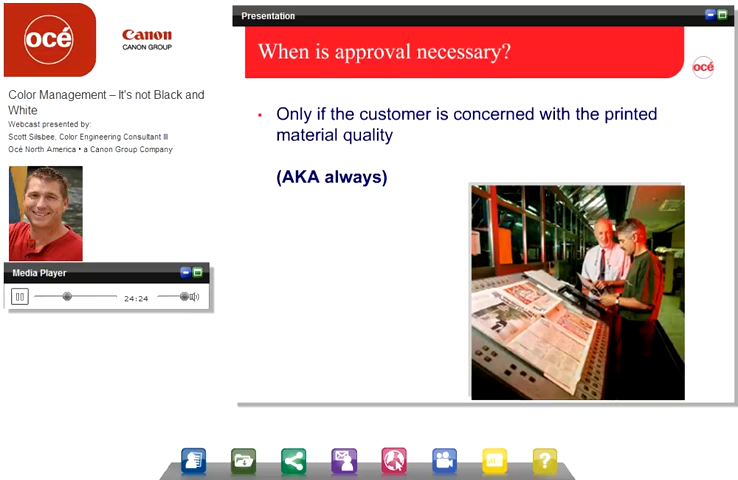 océ
Canon
CANON GROUP
Color Management – It's not Black and
White
Webcast presented by:
Scott Silsbee, Color Engineering Consultant III
Océ North America • a Canon Group Company
Media Player
24:24
Presentation
When is approval necessary?
océ
• Only if the customer is concerned with the printed
material quality
(AKA always)
?